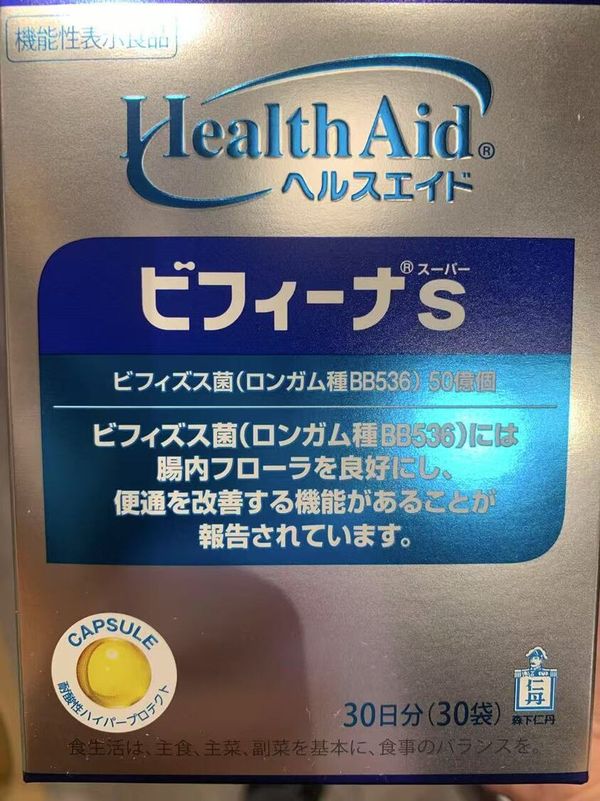 機能性表示食品
Health Aid®
ヘルスエイド
ビフィーナ®S
スーパー
ビフィズス菌(ロンガム種BB536) 50億個
ビフィズス菌(ロンガム種BB536)には
腸内フローラを良好にし、
便通を改善する機能があることが
報告されています。
CAPSULE
耐酸性ハイパープロテクト
仁丹
森下仁丹
30日分(30袋)
食生活は、主食、主菜、副菜を基本に、食事のバランスを。